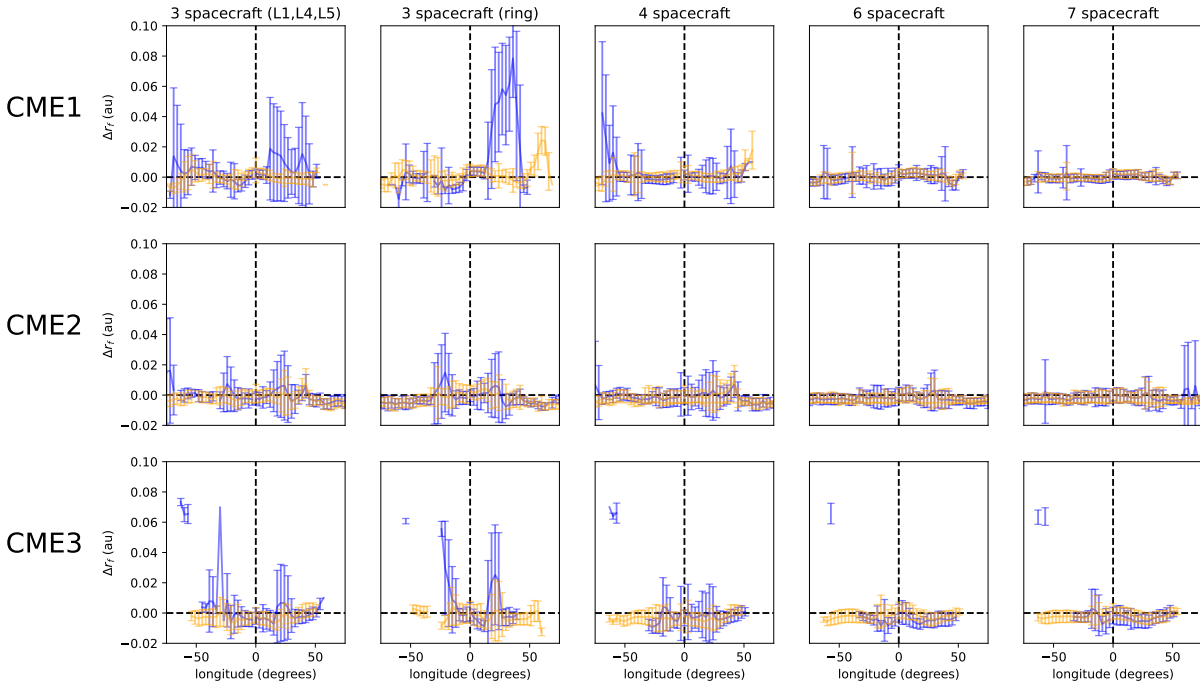 3 spacecraft (L1,L4,L5) 3 spacecraft (ring) 4 spacecraft 6 spacecraft 7 spacecraft
CME1
Δr_f (au)
0.10
0.08
0.06
0.04
0.02
0.00
−0.02
CME2
Δr_f (au)
0.10
0.08
0.06
0.04
0.02
0.00
−0.02
CME3
Δr_f (au)
0.10
0.08
0.06
0.04
0.02
0.00
−0.02
−50 0 50 −50 0 50 −50 0 50 −50 0 50 −50 0 50
longitude (degrees) longitude (degrees) longitude (degrees) longitude (degrees) longitude (degrees)